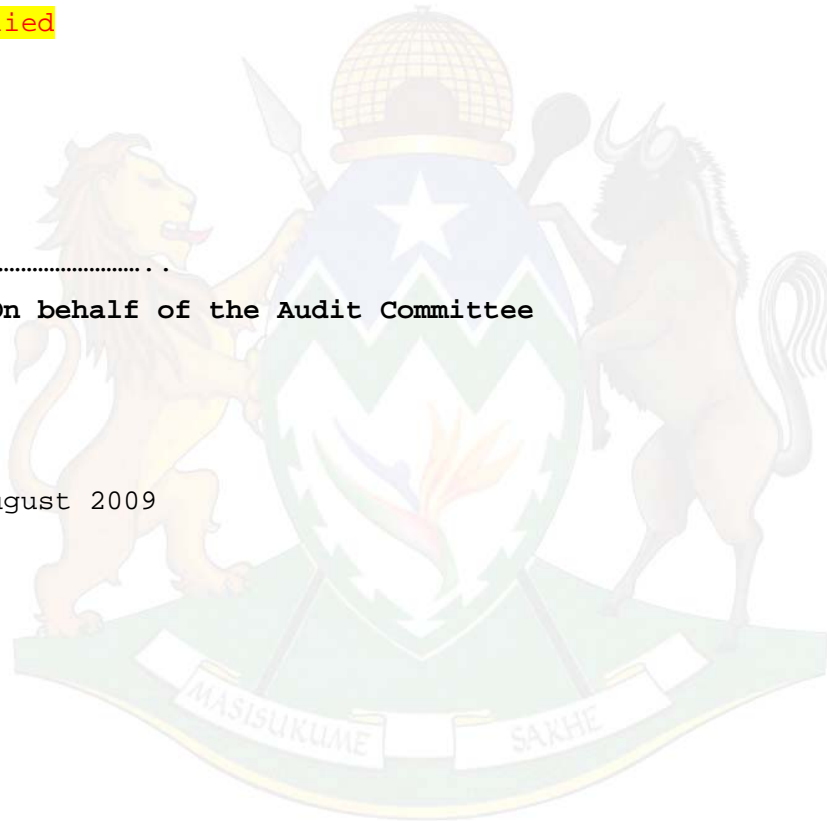 ied
……………………..
On behalf of the Audit Committee
ugust 2009
MASISUKUME SAKHE